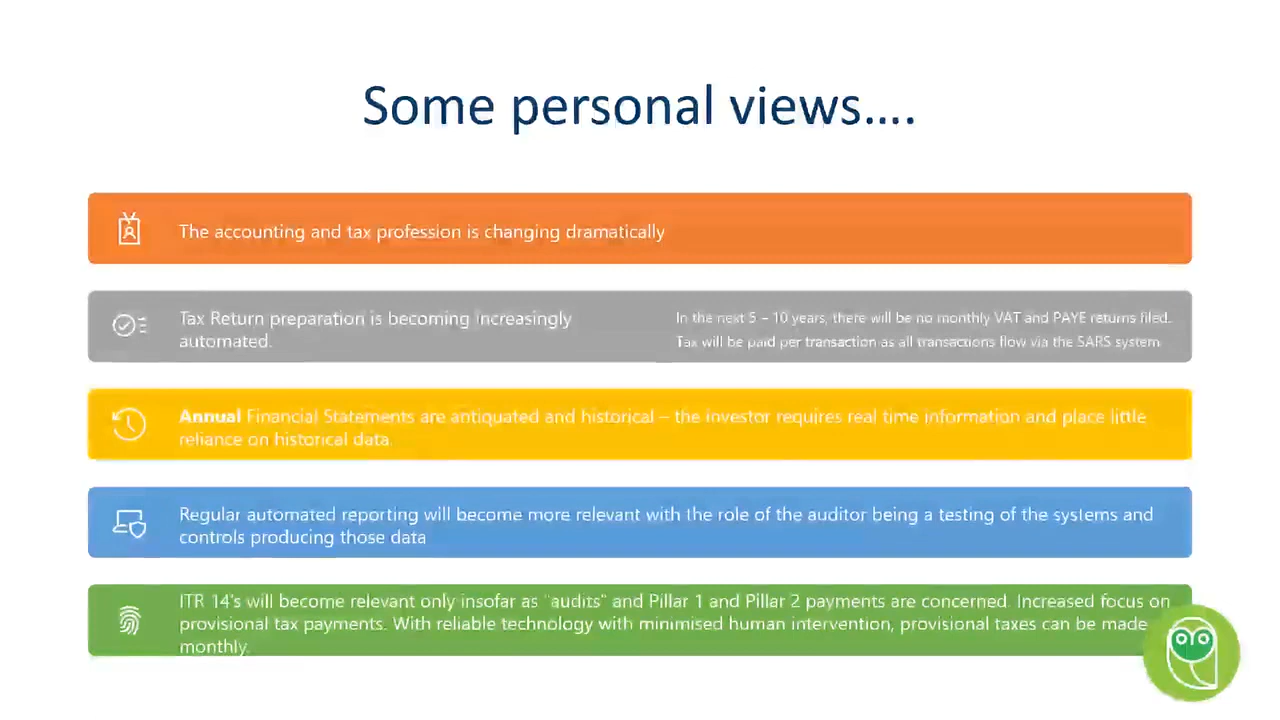 Some personal views....
The accounting and tax profession is changing dramatically
Tax Return preparation is becoming increasingly
automated.
In the next 5 – 10 years, there will be no monthly VAT and PAYE returns filed.
Tax will be paid per transaction as all transactions flow via the SARS system
Annual Financial Statements are antiquated and historical – the investor requires real time information and place little
reliance on historical data.
Regular automated reporting will become more relevant with the role of the auditor being a testing of the systems and
controls producing those data
ITR 14's will become relevant only insofar as "audits" and Pillar 1 and Pillar 2 payments are concerned. Increased focus on
provisional tax payments. With reliable technology with minimised human intervention, provisional taxes can be made
monthly.